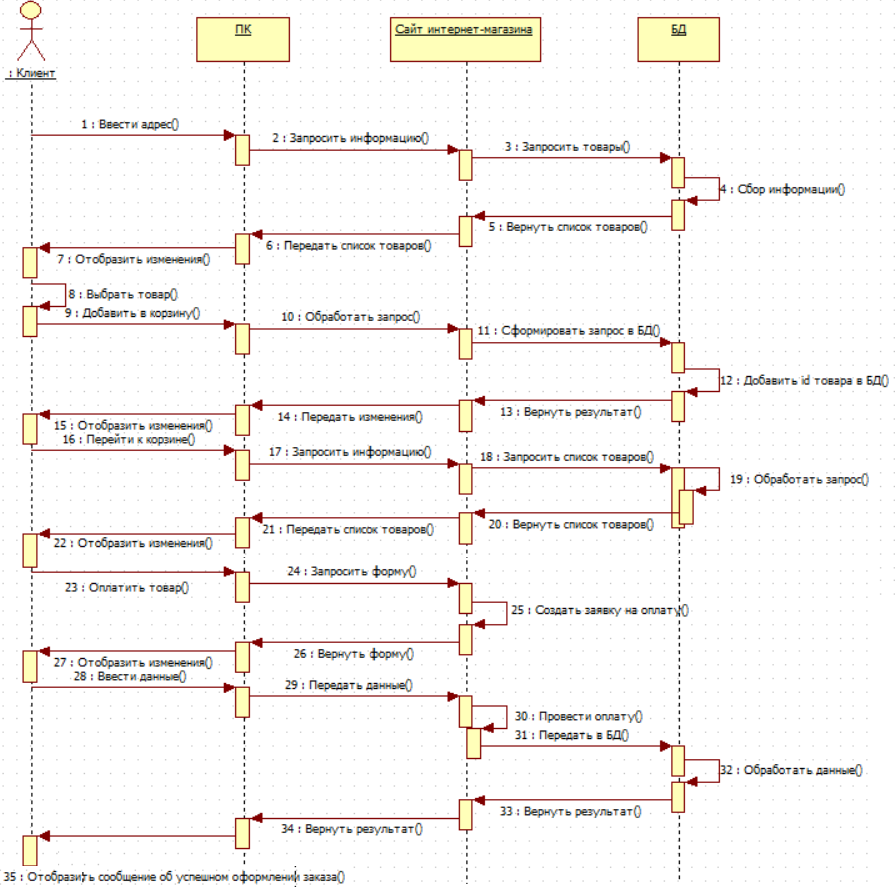 : Клиент
ПК
Сайт интернет-магазина
БД
1 : Ввести адрес()
2 : Запросить информацию()
3 : Запросить товары()
4 : Сбор информации()
5 : Вернуть список товаров()
6 : Передать список товаров()
7 : Отобразить изменения()
8 : Выбрать товар()
9 : Добавить в корзину()
10 : Обработать запрос()
11 : Сформировать запрос в БД()
12 : Добавить id товара в БД()
13 : Вернуть результат()
14 : Передать изменения()
15 : Отобразить изменения()
16 : Перейти к корзине()
17 : Запросить информацию()
18 : Запросить список товаров()
19 : Обработать запрос()
20 : Вернуть список товаров()
21 : Передать список товаров()
22 : Отобразить изменения()
23 : Оплатить товар()
24 : Запросить форму()
25 : Создать заявку на оплату()
26 : Вернуть форму()
27 : Отобразить изменения()
28 : Ввести данные()
29 : Передать данные()
30 : Провести оплату()
31 : Передать в БД()
32 : Обработать данные()
33 : Вернуть результат()
34 : Вернуть результат()
35 : Отобразить сообщение об успешном оформлении заказа()